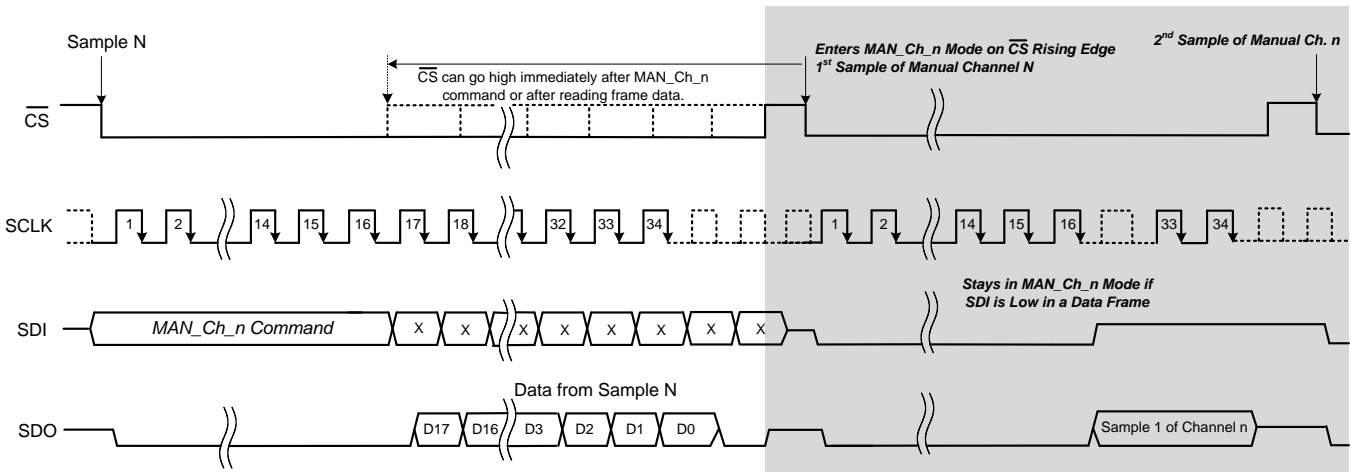 Sample N
Enters MAN_Ch_n Mode on CS Rising Edge
1st Sample of Manual Channel N
2nd Sample of Manual Ch. n
CS can go high immediately after MAN_Ch_n
command or after reading frame data.
CS
SCLK
1 2 14 15 16 17 18 32 33 34 1 2 14 15 16 33 34
Stays in MAN_Ch_n Mode if
SDI is Low in a Data Frame
SDI
MAN_Ch_n Command X X X X X X X X
Data from Sample N
SDO
D17 D16 D3 D2 D1 D0 Sample 1 of Channel n